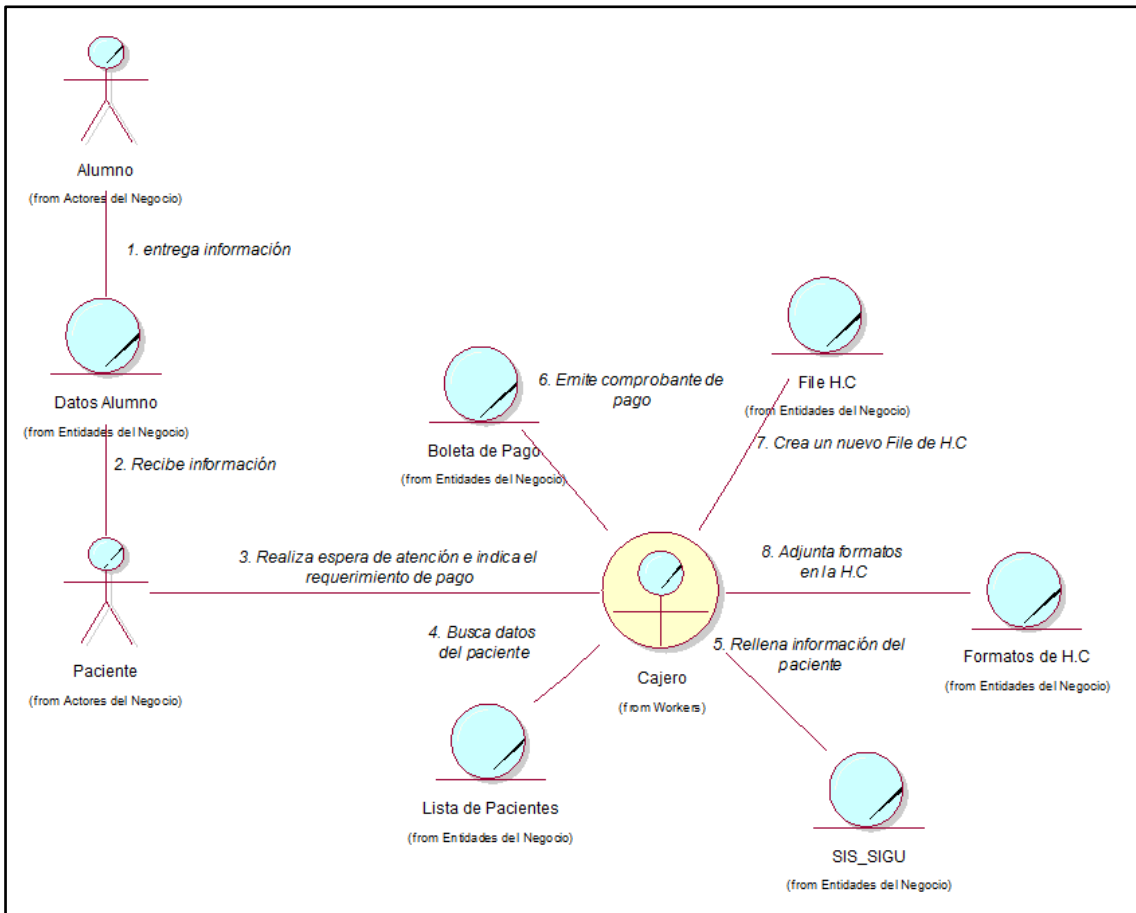 Alumno
(from Actores del Negocio)
1. entrega información
Datos Alumno
(from Entidades del Negocio)
2. Recibe información
Paciente
(from Actores del Negocio)
3. Realiza espera de atención e indica el
requerimiento de pago
4. Busca datos
del paciente
Lista de Pacientes
(from Entidades del Negocio)
Cajero
(from Workers)
5. Rellena información del
paciente
SIS_SIGU
(from Entidades del Negocio)
Boleta de Pago
(from Entidades del Negocio)
6. Emite comprobante de
pago
File H.C
(from Entidades del Negocio)
7. Crea un nuevo File de H.C
8. Adjunta formatos
en la H.C
Formatos de H.C
(from Entidades del Negocio)